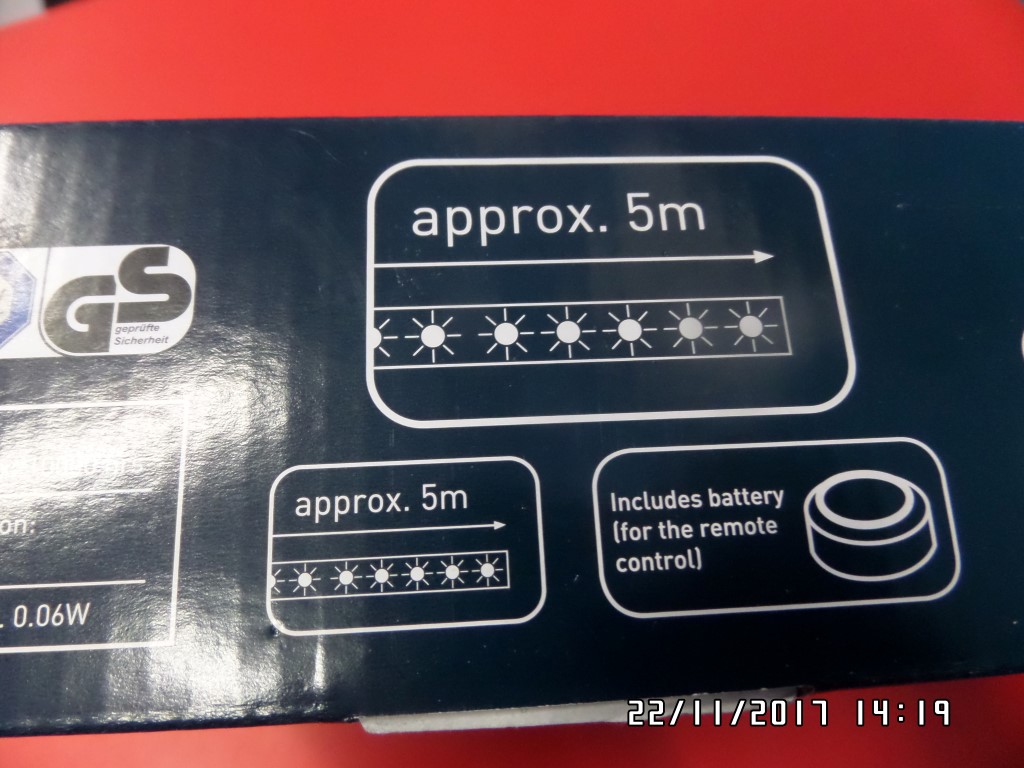 approx. 5m
GS
geprüfte
Sicherheit
on:
. 0.06W
approx. 5m
Includes battery
(for the remote
control)
22/11/2017 14:19